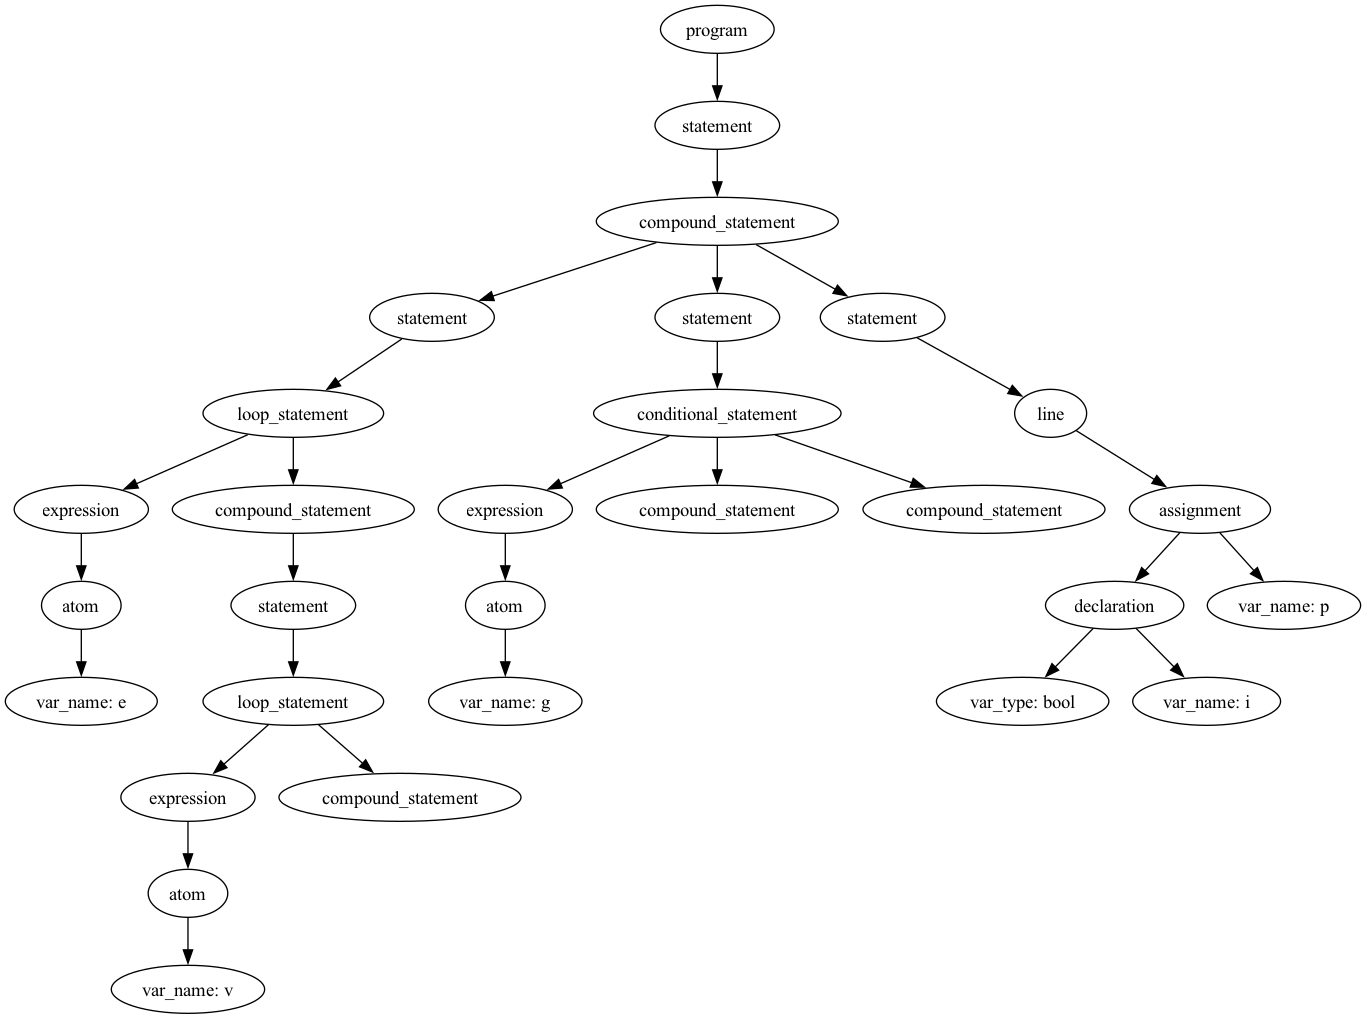 program
statement
compound_statement
statement
statement
statement
loop_statement
conditional_statement
line
expression
compound_statement
expression
compound_statement
compound_statement
assignment
atom
statement
atom
declaration
var_name: p
var_name: e
loop_statement
var_name: g
var_type: bool
var_name: i
expression
compound_statement
atom
var_name: v